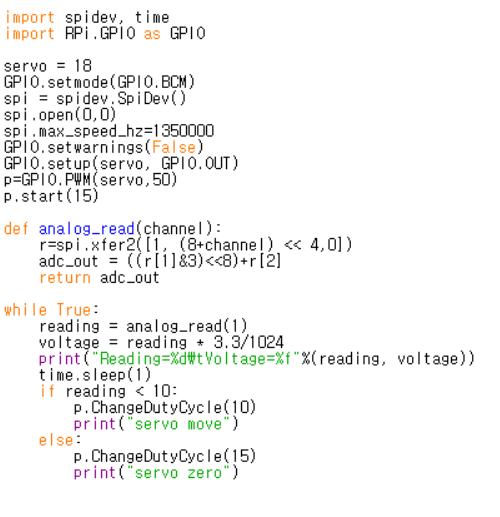 import spidev, time
import RPi.GPIO as GPIO
servo = 18
GPIO.setmode(GPIO.BCM)
spi = spidev.SpiDev()
spi.open(0,0)
spi.max_speed_hz=1350000
GPIO.setwarnings(False)
GPIO.setup(servo, GPIO.OUT)
p=GPIO.PWM(servo,50)
p.start(15)
def analog_read(channel):
    r=spi.xfer2([1, (8+channel) << 4,0])
    adc_out = ((r[1]&3)<<8)+r[2]
    return adc_out
while True:
    reading = analog_read(1)
    voltage = reading * 3.3/1024
    print("Reading=%d₩tVoltage=%f"%(reading, voltage))
    time.sleep(1)
    if reading < 10:
        p.ChangeDutyCycle(10)
        print("servo move")
    else:
        p.ChangeDutyCycle(15)
        print("servo zero")